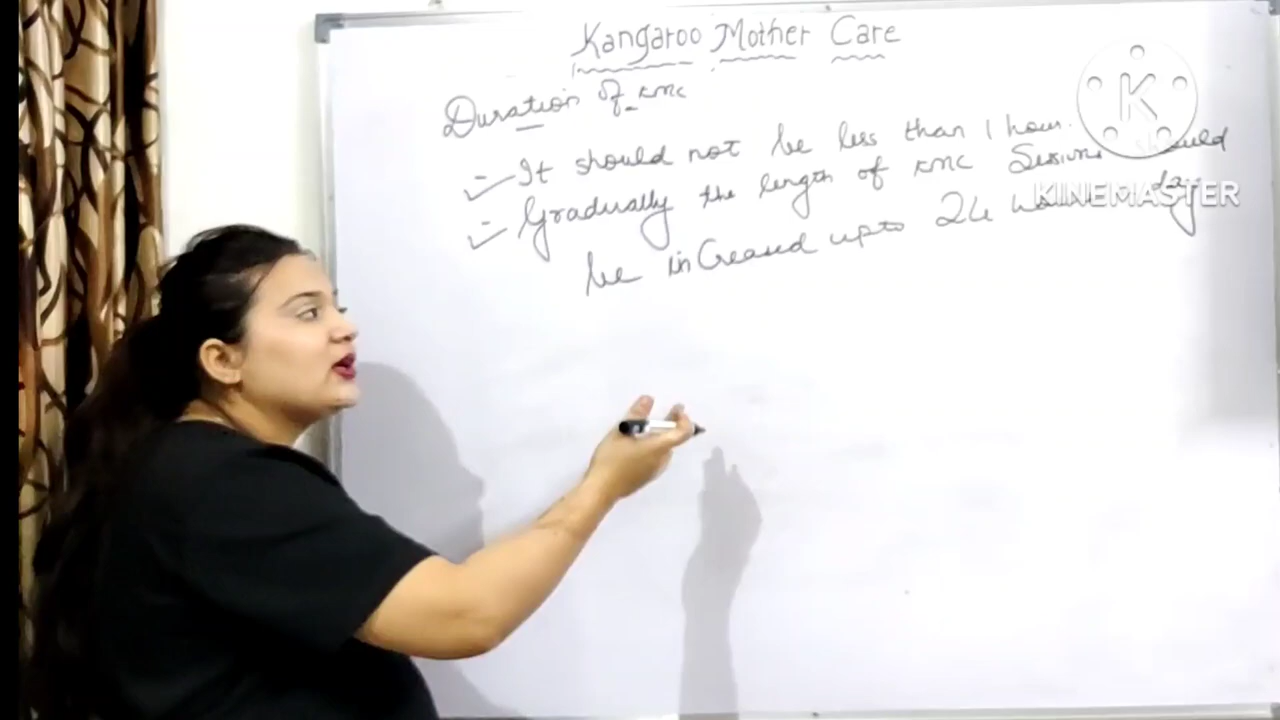 Kangaroo Mother Care
Duration of KMC
It should not be less than 1 hour.
Gradually the length of KMC Sessions should
be increased upto 24 hours a day
K
KINEMASTER